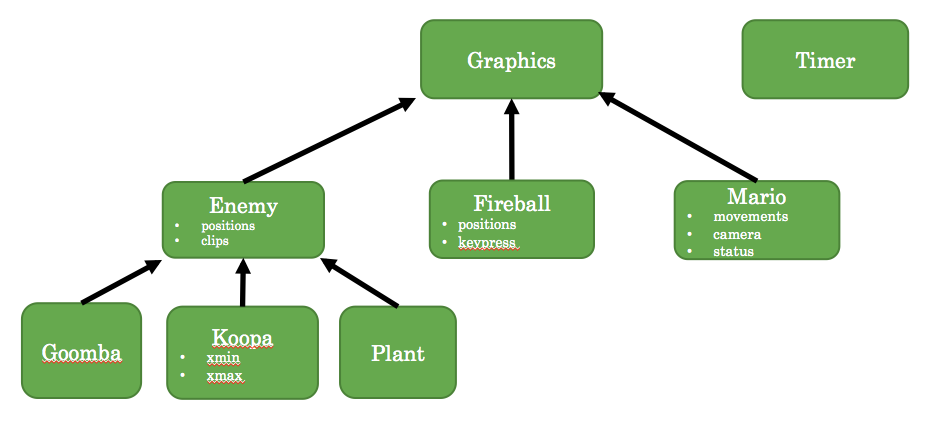 Graphics
Timer
Enemy
• positions
• clips
Fireball
• positions
• keypress
Mario
• movements
• camera
• status
Goomba
Koopa
• xmin
• xmax
Plant